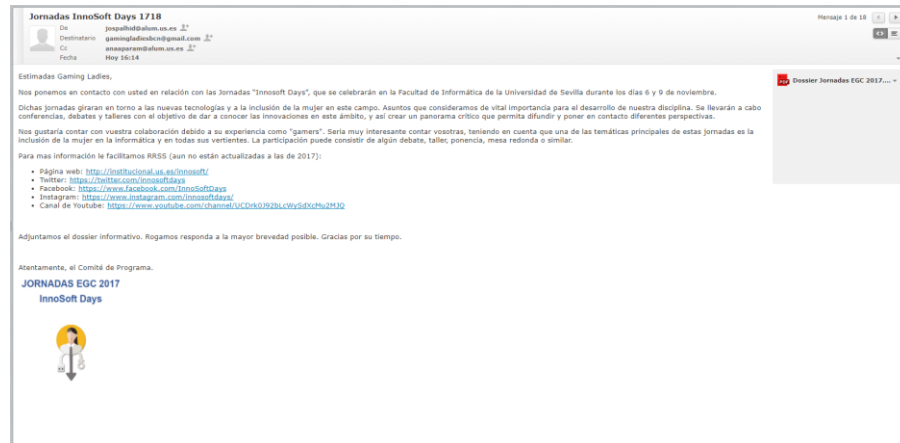 Jornadas InnoSoft Days 1718
Mensaje 1 de 18
De jospalhid@alum.us.es
Destinatario gamingladiesbcn@gmail.com
Cc anaaparam@alum.us.es
Fecha Hoy 16:14
Estimadas Gaming Ladies,
Dossier Jornadas EGC 2017....
Nos ponemos en contacto con usted en relación con las Jornadas "Innosoft Days", que se celebrarán en la Facultad de Informática de la Universidad de Sevilla durante los días 6 y 9 de noviembre.
Dichas jornadas giraran en torno a las nuevas tecnologías y a la inclusión de la mujer en este campo. Asuntos que consideramos de vital importancia para el desarrollo de nuestra disciplina. Se llevarán a cabo
conferencias, debates y talleres con el objetivo de dar a conocer las innovaciones en este ámbito, y así crear un panorama crítico que permita difundir y poner en contacto diferentes perspectivas.
Nos gustaría contar con vuestra colaboración debido a su experiencia como "gamers". Seria muy interesante contar vosotras, teniendo en cuenta que una de las temáticas principales de estas jornadas es la
inclusión de la mujer en la informática y en todas sus vertientes. La participación puede consistir de algún debate, taller, ponencia, mesa redonda o similar.
Para mas información le facilitamos RRSS (aun no están actualizadas a las de 2017):
• Página web: http://institucional.us.es/innosoft/
• Twitter: https://twitter.com/innosoftdays
• Facebook: https://www.facebook.com/InnoSoftDays
• Instagram: https://www.instagram.com/innosoftdays/
• Canal de Youtube: 
Adjuntamos el dossier informativo. Rogamos responda a la mayor brevedad posible. Gracias por su tiempo.
Atentamente, el Comité de Programa.
JORNADAS EGC 2017
InnoSoft Days